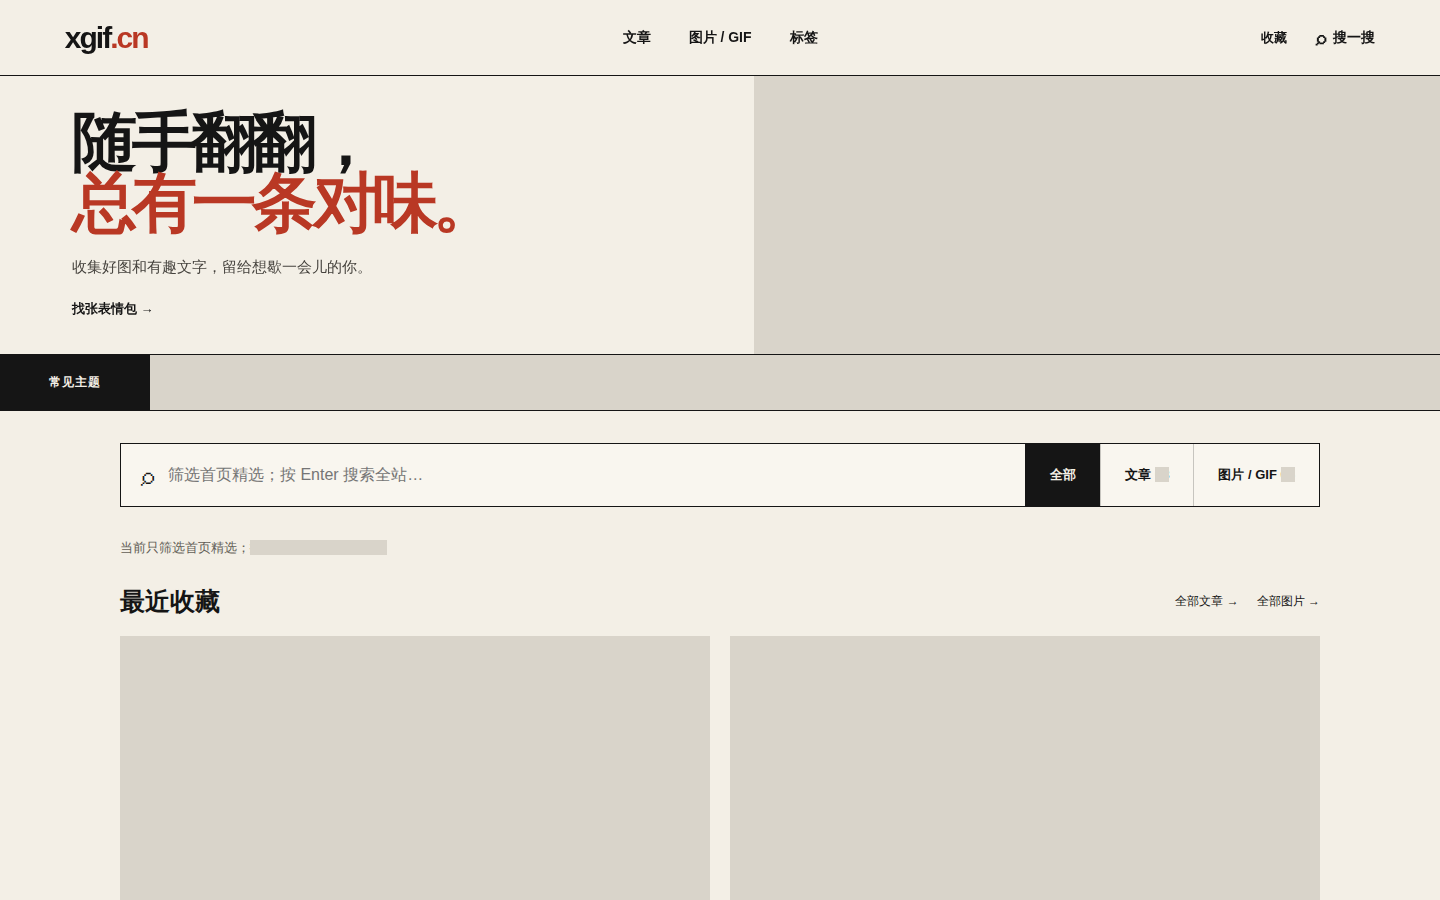 xgif.cn
文章
图片 / GIF
标签
收藏
搜一搜
随手翻翻，
总有一条对味。
收集好图和有趣文字，留给想歇一会儿的你。
找张表情包 →
常见主题
筛选首页精选；按 Enter 搜索全站…
全部
文章
图片 / GIF
当前只筛选首页精选；
最近收藏
全部文章 →
全部图片 →